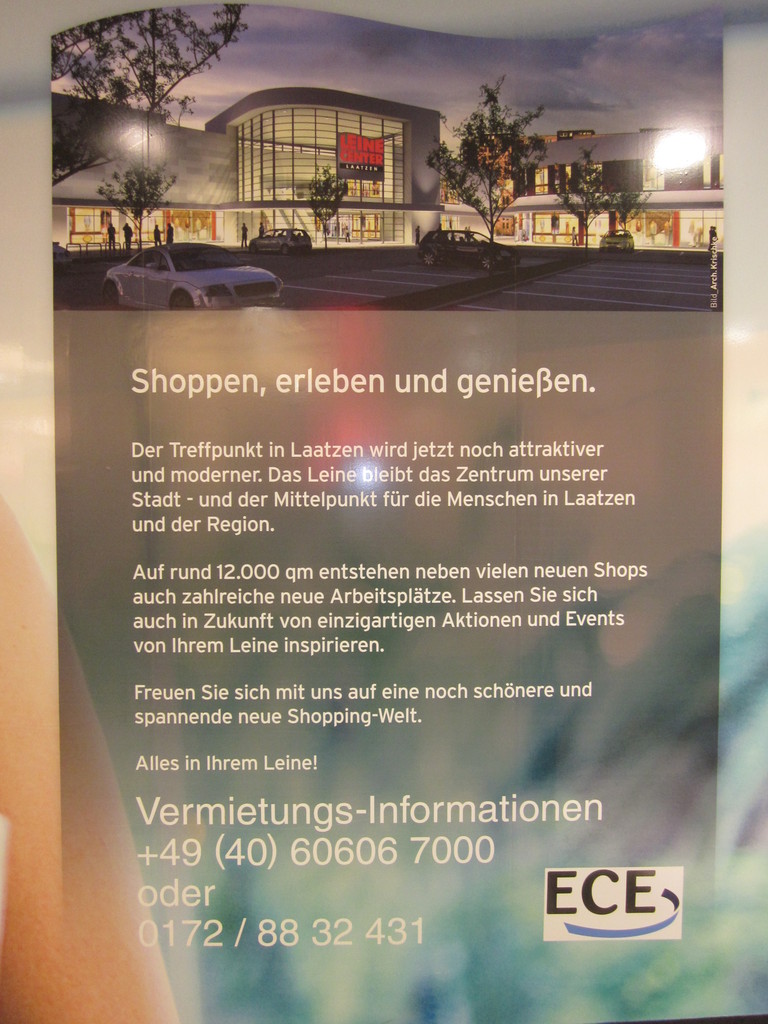 LEINE
CENTER
LAATZEN
Bild_Arch.Krischer
Shoppen, erleben und genießen.
Der Treffpunkt in Laatzen wird jetzt noch attraktiver
und moderner. Das Leine bleibt das Zentrum unserer
Stadt - und der Mittelpunkt für die Menschen in Laatzen
und der Region.
Auf rund 12.000 qm entstehen neben vielen neuen Shops
auch zahlreiche neue Arbeitsplätze. Lassen Sie sich
auch in Zukunft von einzigartigen Aktionen und Events
von Ihrem Leine inspirieren.
Freuen Sie sich mit uns auf eine noch schönere und
spannende neue Shopping-Welt.
Alles in Ihrem Leine!
Vermietungs-Informationen
+49 (40) 60606 7000
oder
0172 / 88 32 431
ECE